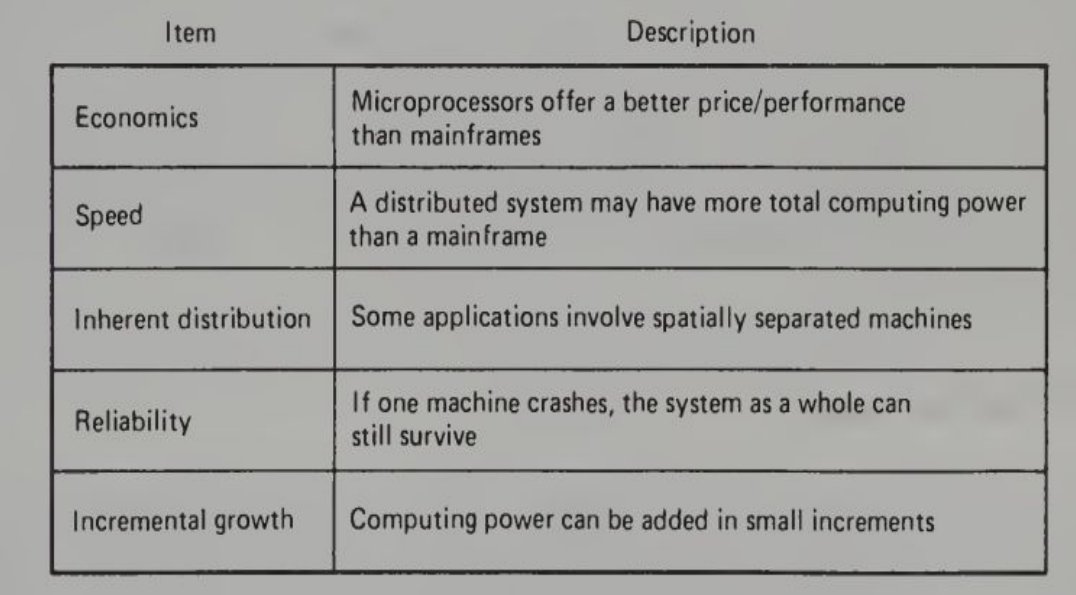 Item Description
Economics
Microprocessors offer a better price/performance
than mainframes
Speed
A distributed system may have more total computing power
than a mainframe
Inherent distribution
Some applications involve spatially separated machines
Reliability
If one machine crashes, the system as a whole can
still survive
Incremental growth
Computing power can be added in small increments